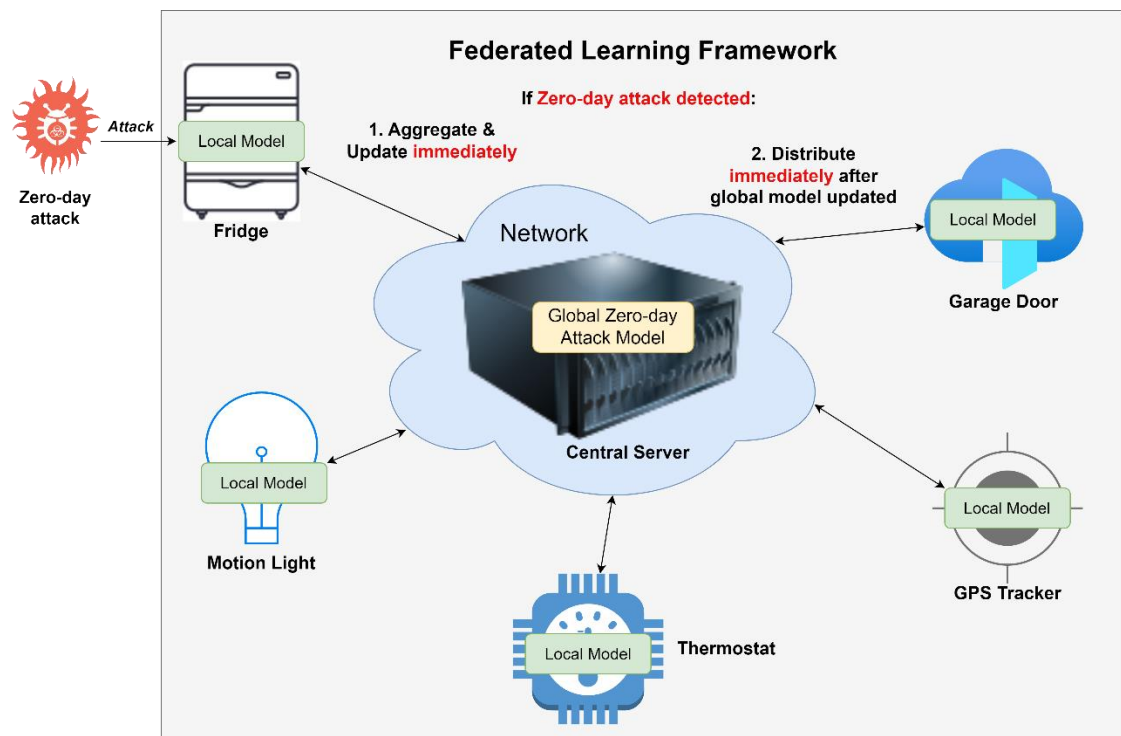 Federated Learning Framework
If Zero-day attack detected:
Attack
Zero-day
attack
Local Model
Fridge
1. Aggregate &
Update immediately
2. Distribute
immediately after
global model updated
Local Model
Garage Door
Network
Global Zero-day
Attack Model
Central Server
Local Model
Motion Light
Local Model
GPS Tracker
Local Model
Thermostat